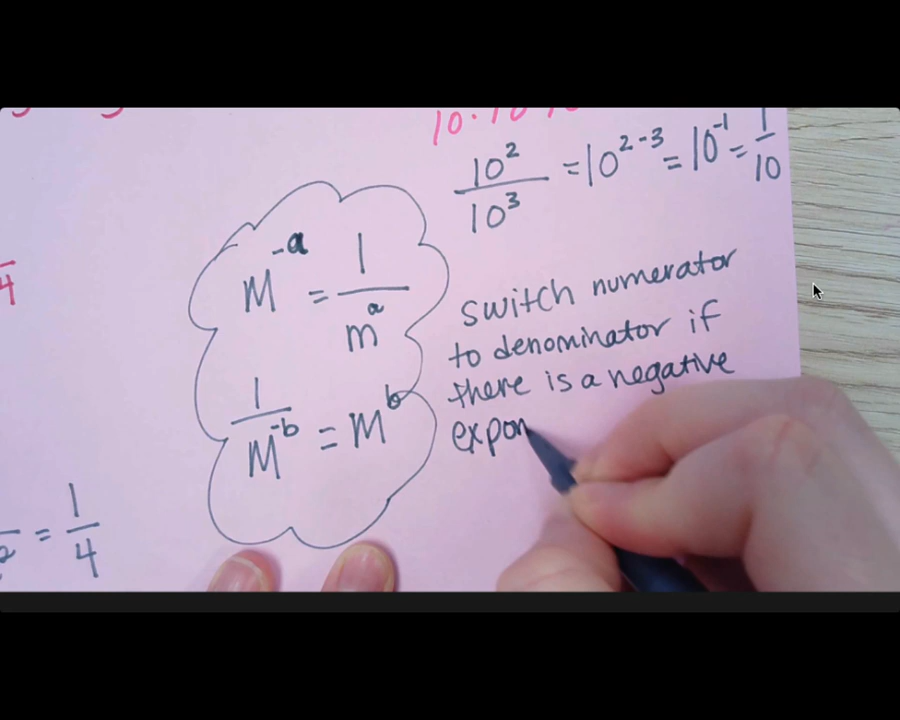 10² / 10³ = 10²⁻³ = 10⁻¹ = 1/10
M⁻ᵃ = 1/mᵃ
1/M⁻ᵇ = Mᵇ
switch numerator
to denominator if
there is a negative
expon
= 1/4